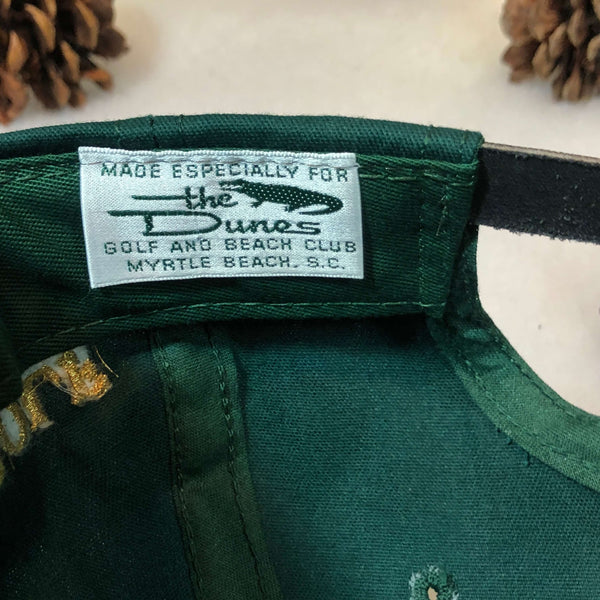 MADE ESPECIALLY FOR
the
Dunes
GOLF AND BEACH CLUB
MYRTLE BEACH, S.C.